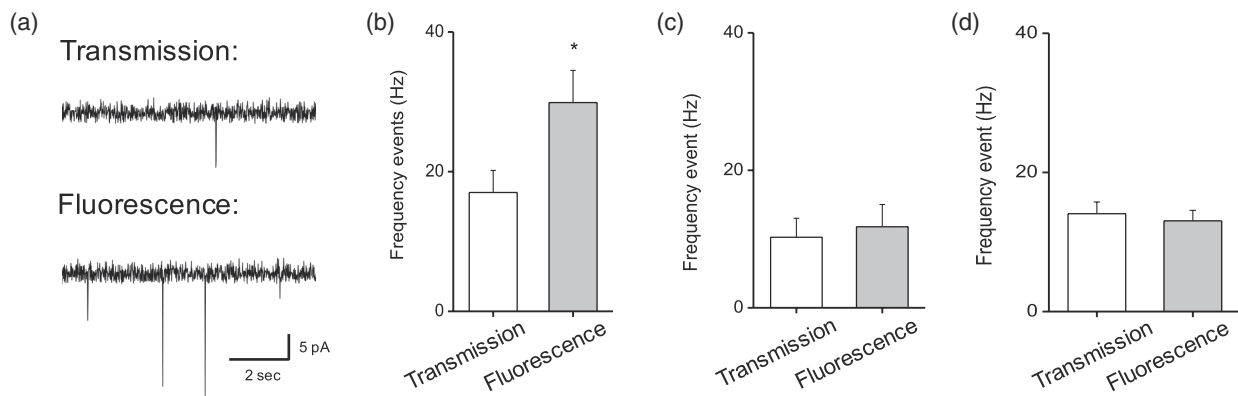 (a)
Transmission:
Fluorescence:
5 pA
2 sec
(b)
Frequency events (Hz)
40
20
0
*
Transmission
Fluorescence
(c)
Frequency event (Hz)
40
20
0
Transmission
Fluorescence
(d)
Frequency event (Hz)
40
20
0
Transmission
Fluorescence